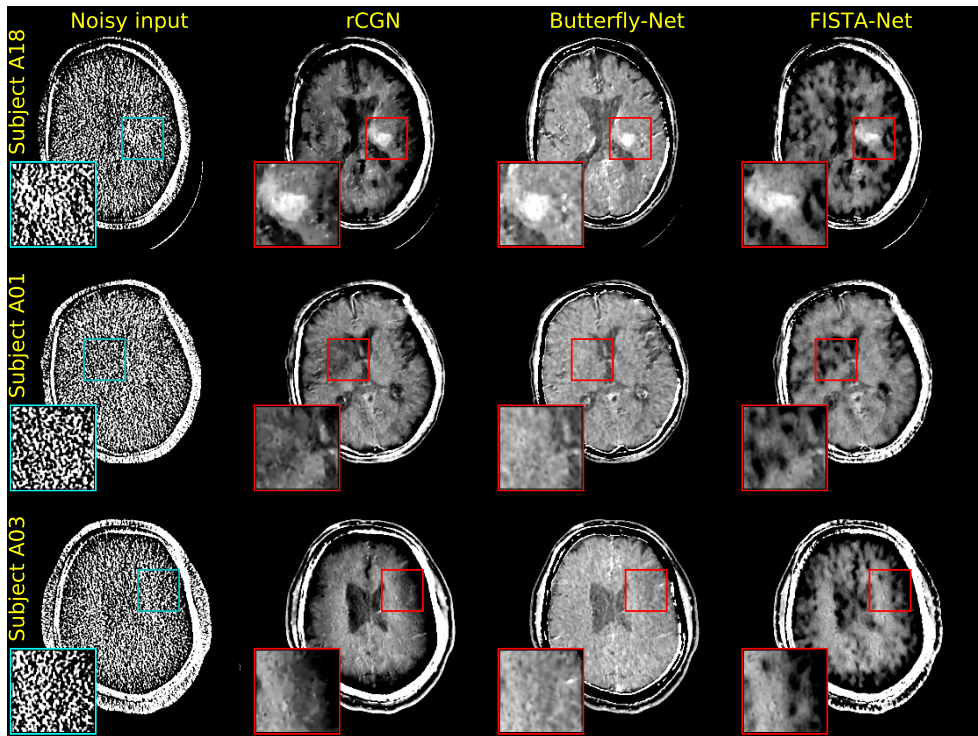 Noisy input rCGN Butterfly-Net FISTA-Net
Subject A18
Subject A01
Subject A03